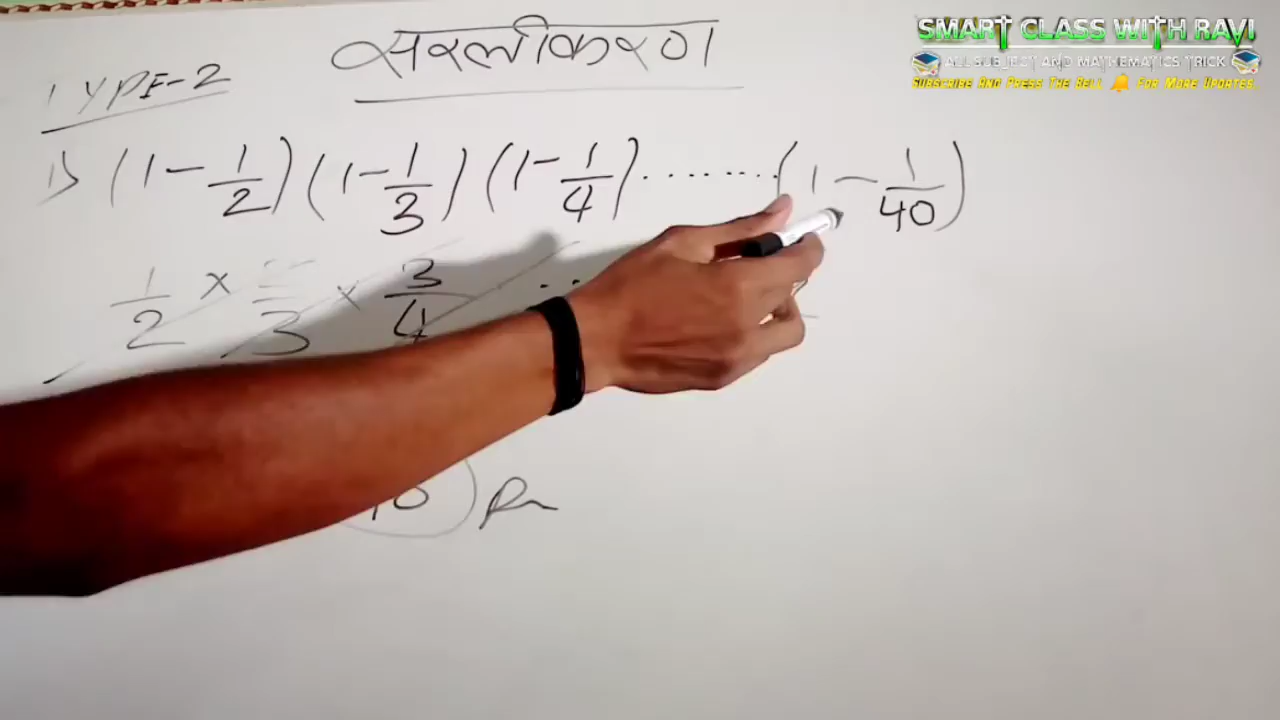 SMART CLASS WITH RAVI
ALL SUBJECT AND MATHEMATICS TRICK
SUBSCRIBE AND PRESS THE BELL 🔔 FOR MORE UPDATES.
सरलीकरण
TYPE-2
1) (1-1/2)(1-1/3)(1-1/4)........(1-1/40)
1/2 × /3 × 3/4 ..
40